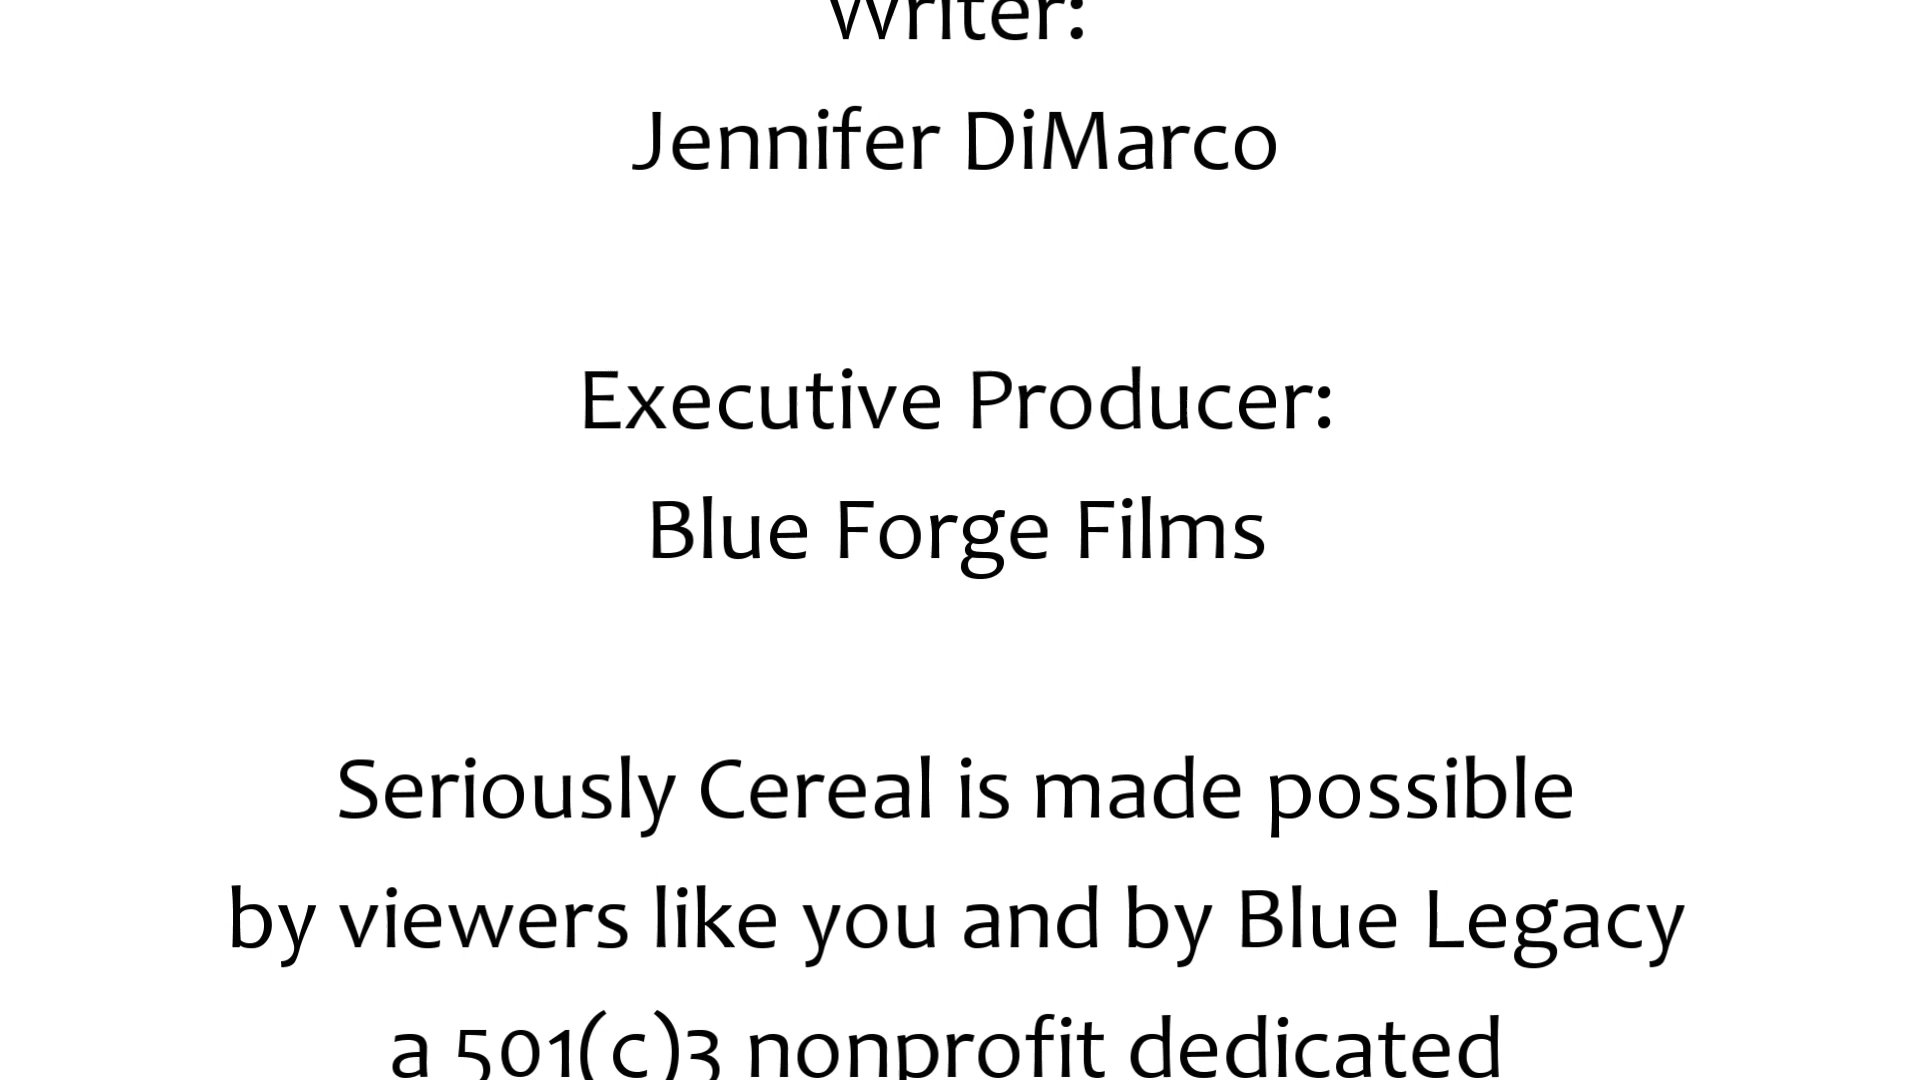 Writer:
Jennifer DiMarco
Executive Producer:
Blue Forge Films
Seriously Cereal is made possible
by viewers like you and by Blue Legacy
a 501(c)3 nonprofit dedicated